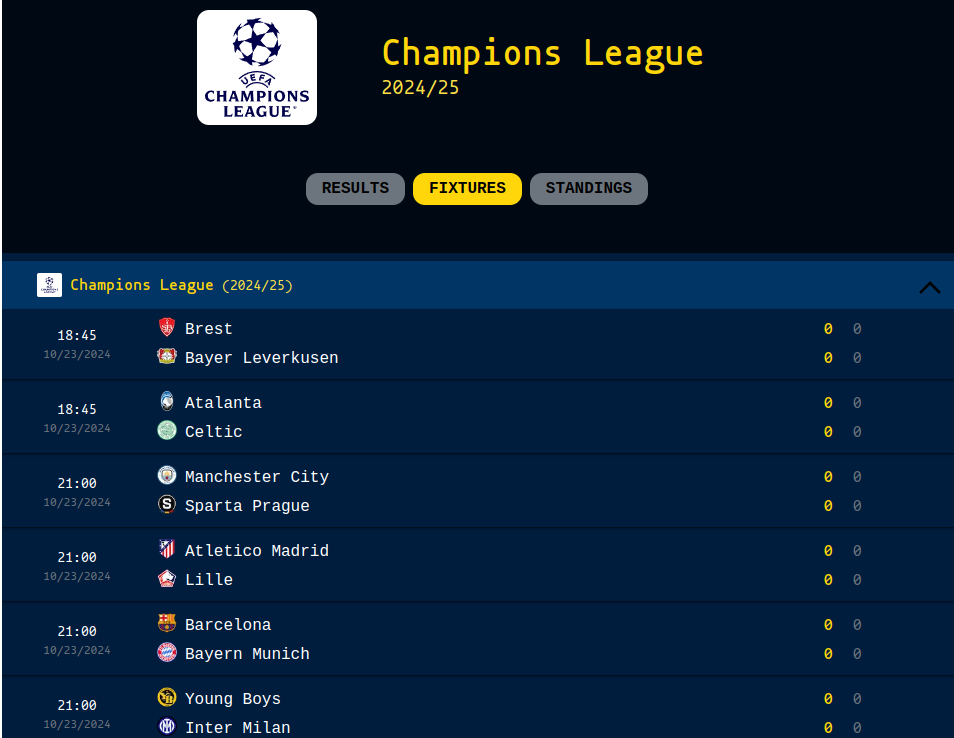 UEFA
CHAMPIONS
LEAGUE
Champions League
2024/25
RESULTS FIXTURES STANDINGS
Champions League (2024/25)
18:45 Brest 0 0
10/23/2024 Bayer Leverkusen 0 0
18:45 Atalanta 0 0
10/23/2024 Celtic 0 0
21:00 Manchester City 0 0
10/23/2024 Sparta Prague 0 0
21:00 Atletico Madrid 0 0
10/23/2024 Lille 0 0
21:00 Barcelona 0 0
10/23/2024 Bayern Munich 0 0
21:00 Young Boys 0 0
10/23/2024 Inter Milan 0 0